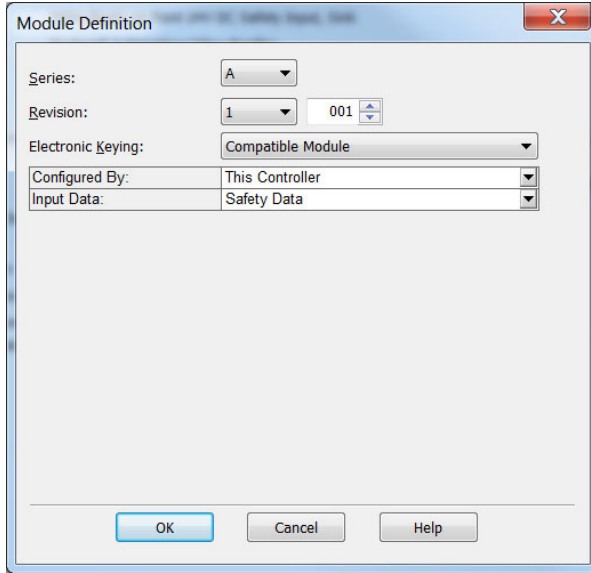 Module Definition
Series: A
Revision: 1 001
Electronic Keying: Compatible Module
Configured By: This Controller
Input Data: Safety Data
OK Cancel Help